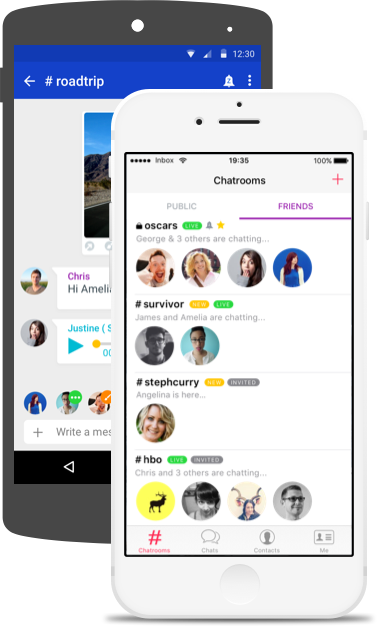 12:30
# roadtrip
Chris
Hi Amelia
Justine ( S
00
Write a mes
Inbox 19:35 100%
Chatrooms +
PUBLIC FRIENDS
oscars LIVE
George & 3 others are chatting...
#survivor NEW LIVE
James and Amelia are chatting...
#stephcurry NEW INVITED
Angelina is here...
#hbo LIVE INVITED
Chris and 3 others are chatting...
# 
Chatrooms Chats Contacts Me